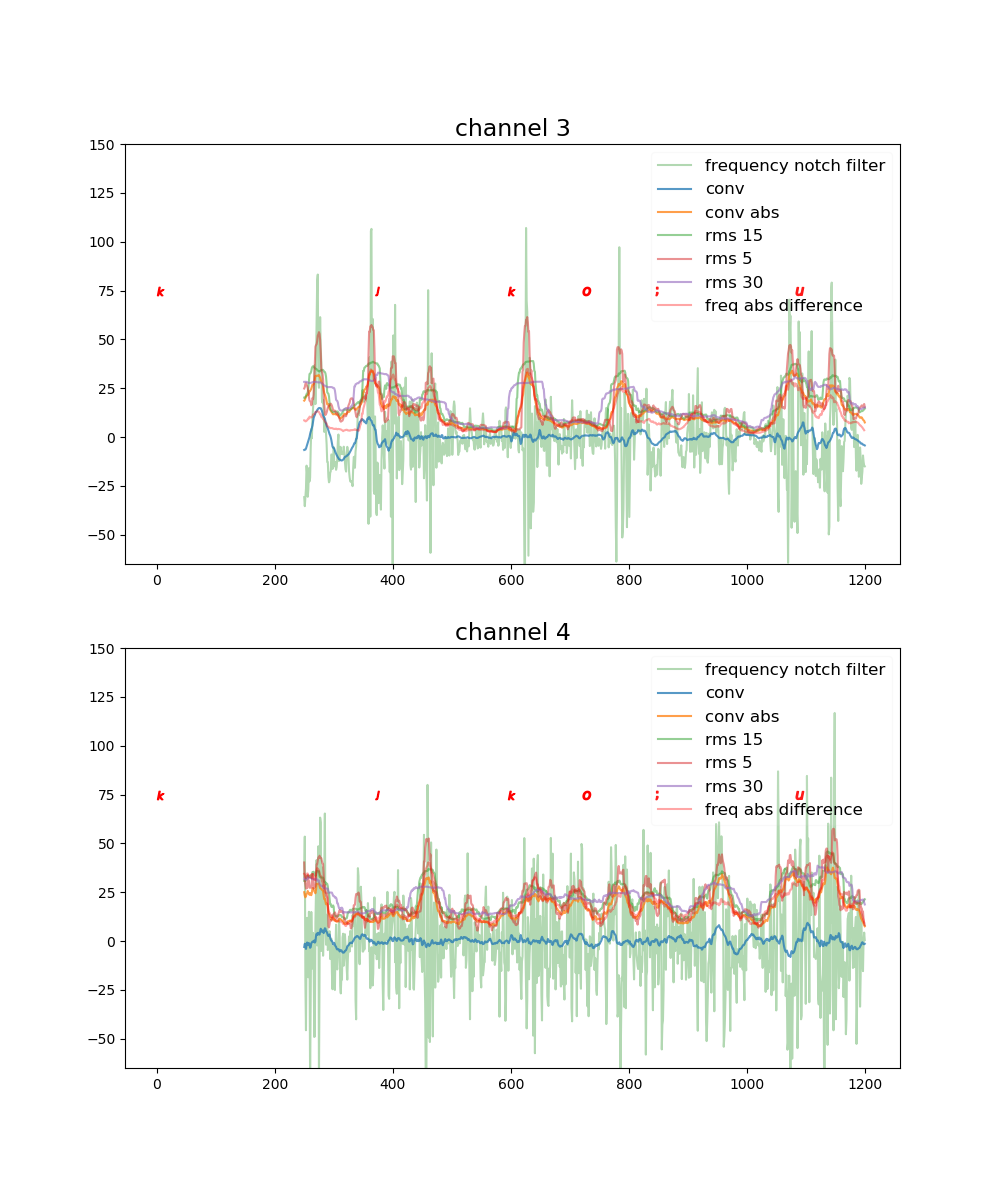 channel 3
150
125
100
75
50
25
0
−25
−50
frequency notch filter
conv
conv abs
rms 15
rms 5
rms 30
freq abs difference
k J k o ; u
0 200 400 600 800 1000 1200
channel 4
150
125
100
75
50
25
0
−25
−50
frequency notch filter
conv
conv abs
rms 15
rms 5
rms 30
freq abs difference
k J k o ; u
0 200 400 600 800 1000 1200